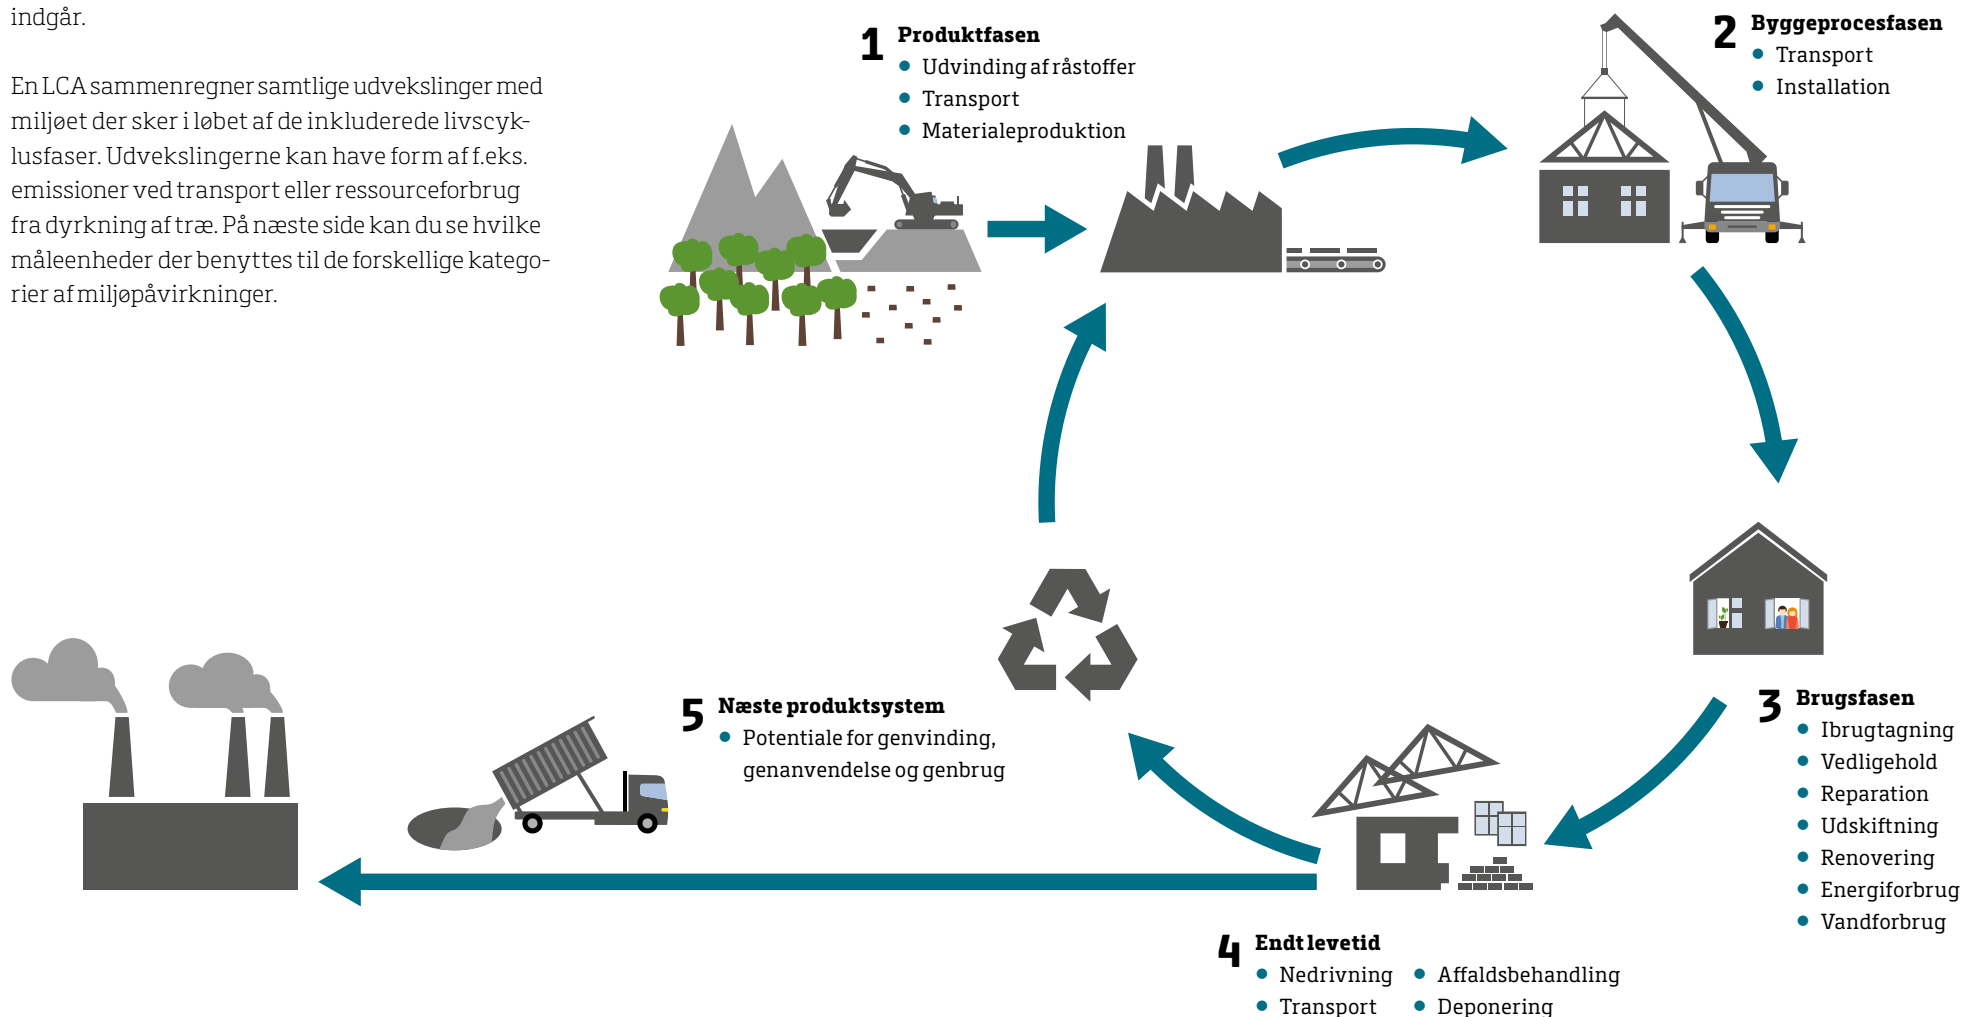 indgår.
En LCA sammenregner samtlige udvekslinger med
miljøet der sker i løbet af de inkluderede livscyk-
lusfaser. Udvekslingerne kan have form af f.eks.
emissioner ved transport eller ressourceforbrug
fra dyrkning af træ. På næste side kan du se hvilke
måleenheder der benyttes til de forskellige katego-
rier af miljøpåvirkninger.
1 Produktfasen
• Udvinding af råstoffer
• Transport
• Materialeproduktion
2 Byggeprocesfasen
• Transport
• Installation
3 Brugsfasen
• Ibrugtagning
• Vedligehold
• Reparation
• Udskiftning
• Renovering
• Energiforbrug
• Vandforbrug
4 Endt levetid
• Nedrivning • Affaldsbehandling
• Transport • Deponering
5 Næste produktsystem
• Potentiale for genvinding,
genanvendelse og genbrug